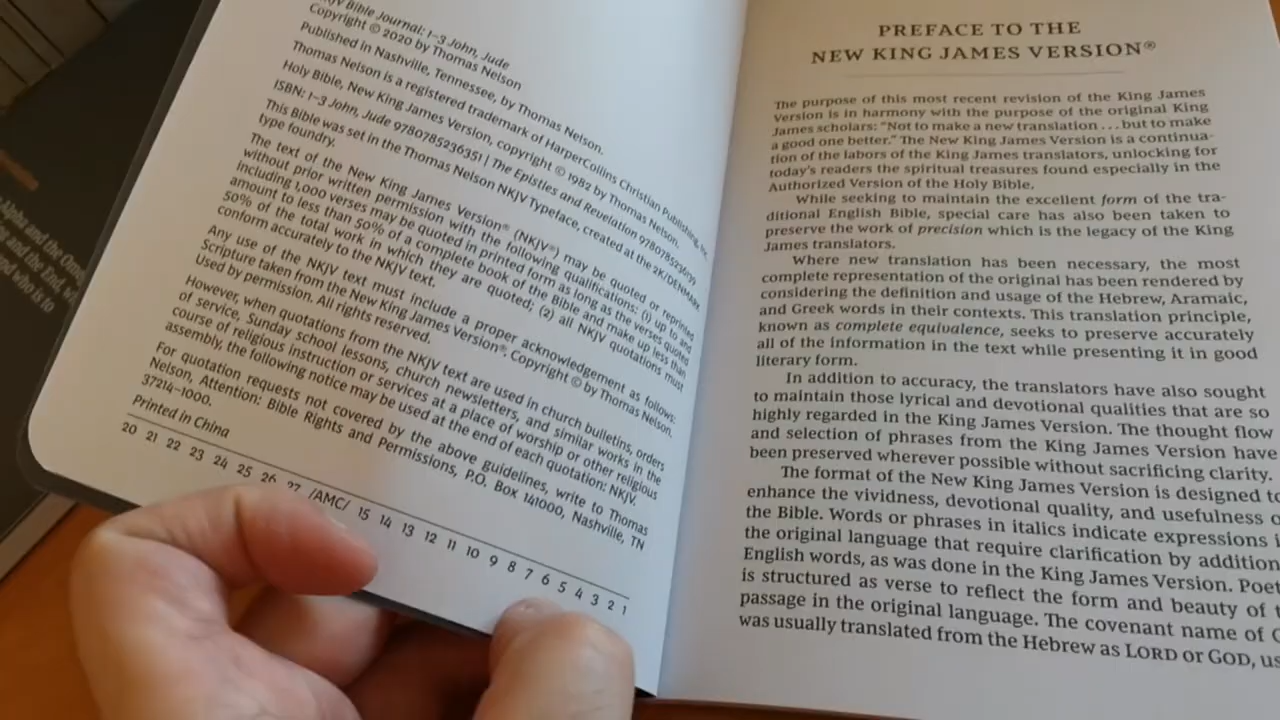 Bible Journal: 1–3 John, Jude
Copyright © 2020 by Thomas Nelson
Published in Nashville, Tennessee, by Thomas Nelson.
Thomas Nelson is a registered trademark of HarperCollins Christian Publishing, Inc.
Holy Bible, New King James Version, copyright © 1982 by Thomas Nelson.
ISBN: 1–3 John, Jude 9780785236351 | The Epistles and Revelation
This Bible was set in the Thomas Nelson NKJV Typeface, created at the 2K/DENMARK
type foundry.
The text of the New King James Version® (NKJV®) may be quoted or reprinted
without prior written permission with the following qualifications: (1) up to and
including 1,000 verses may be quoted in printed form as long as the verses quoted
amount to less than 50% of a complete book of the Bible and make up less than
50% of the total work in which they are quoted; (2) all NKJV quotations must
conform accurately to the NKJV text.
Any use of the NKJV text must include a proper acknowledgement as follows:
Scripture taken from the New King James Version®. Copyright © by Thomas Nelson.
Used by permission. All rights reserved.
However, when quotations from the NKJV text are used in church bulletins, orders
of service, Sunday school lessons, church newsletters, and similar works in the
course of religious instruction or services at a place of worship or other religious
assembly, the following notice may be used at the end of each quotation: NKJV.
For quotation requests not covered by the above guidelines, write to Thomas
Nelson, Attention: Bible Rights and Permissions, P.O. Box 141000, Nashville, TN
37214-1000.
Printed in China
20 21 22 23 24 25 26 27 /AMC/ 15 14 13 12 11 10 9 8 7 6 5 4 3 2 1
PREFACE TO THE
NEW KING JAMES VERSION®
The purpose of this most recent revision of the King James
Version is in harmony with the purpose of the original King
James scholars: "Not to make a new translation ... but to make
a good one better." The New King James Version is a continua-
tion of the labors of the King James translators, unlocking for
today's readers the spiritual treasures found especially in the
Authorized Version of the Holy Bible.
While seeking to maintain the excellent form of the tra-
ditional English Bible, special care has also been taken to
preserve the work of precision which is the legacy of the King
James translators.
Where new translation has been necessary, the most
complete representation of the original has been rendered by
considering the definition and usage of the Hebrew, Aramaic,
and Greek words in their contexts. This translation principle,
known as complete equivalence, seeks to preserve accurately
all of the information in the text while presenting it in good
literary form.
In addition to accuracy, the translators have also sought
to maintain those lyrical and devotional qualities that are so
highly regarded in the King James Version. The thought flow
and selection of phrases from the King James Version have
been preserved wherever possible without sacrificing clarity.
The format of the New King James Version is designed to
enhance the vividness, devotional quality, and usefulness
the Bible. Words or phrases in italics indicate expressions
the original language that require clarification by addition
English words, as was done in the King James Version. Poet
is structured as verse to reflect the form and beauty of
passage in the original language. The covenant name of
was usually translated from the Hebrew as LORD or GOD, us
Alpha and the Ome
and the End,
and who is to